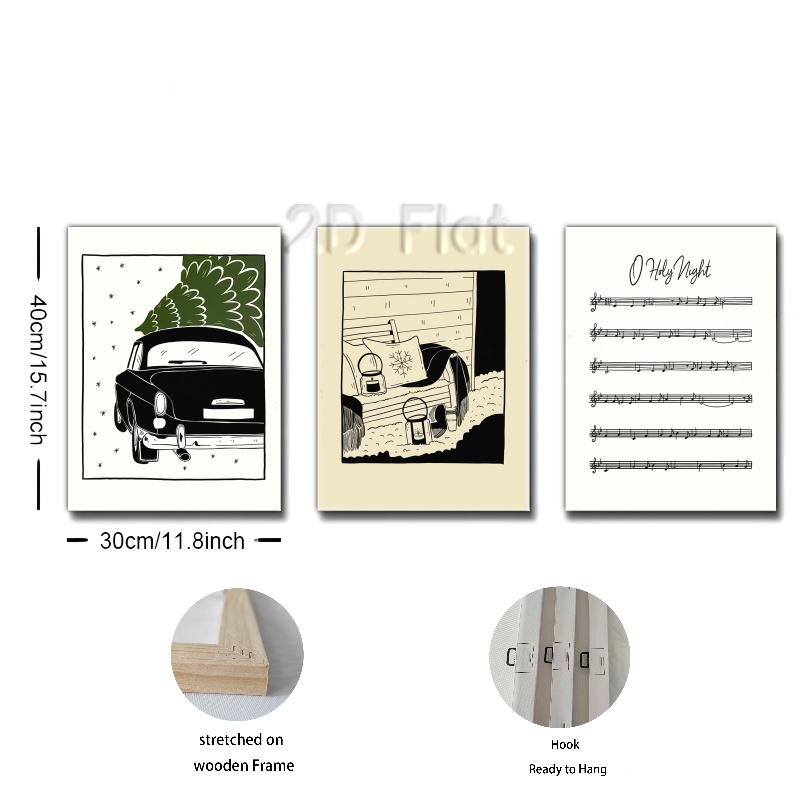 2D Flat
O Holy Night
40cm/15.7inch
30cm/11.8inch
stretched on
wooden Frame
Hook
Ready to Hang